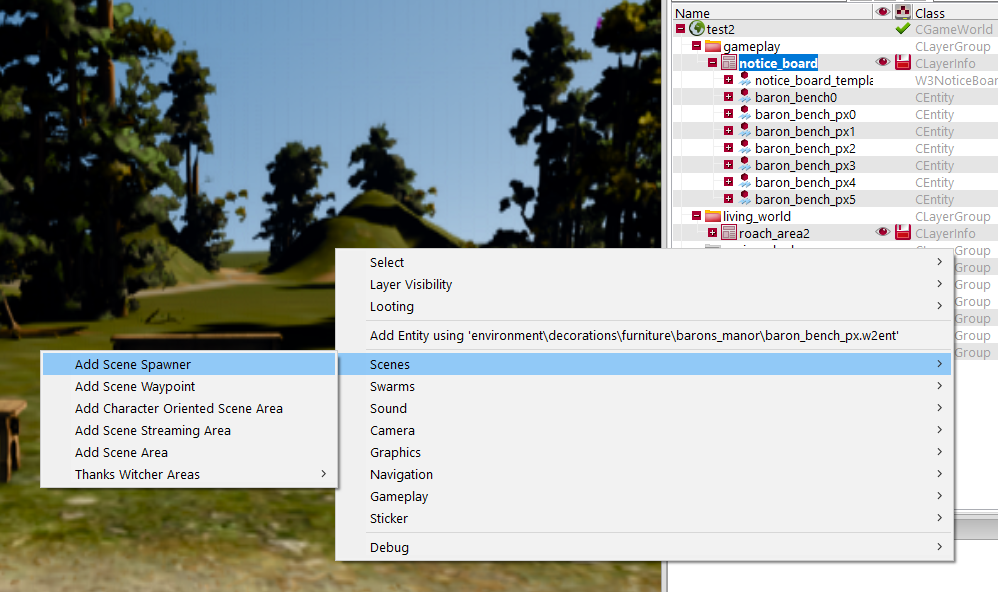 Name Class
test2 CGameWorld
gameplay CLayerGroup
notice_board CLayerInfo
notice_board_templa W3NoticeBoar
baron_bench0 CEntity
baron_bench_px0 CEntity
baron_bench_px1 CEntity
baron_bench_px2 CEntity
baron_bench_px3 CEntity
baron_bench_px4 CEntity
baron_bench_px5 CEntity
living_world CLayerGroup
roach_area2 CLayerInfo
Group
Group
Group
Group
Group
Group
Group
Select
Layer Visibility
Looting
Add Entity using 'environment\decorations\furniture\barons_manor\baron_bench_px.w2ent'
Scenes
Swarms
Sound
Camera
Graphics
Navigation
Gameplay
Sticker
Debug
Add Scene Spawner
Add Scene Waypoint
Add Character Oriented Scene Area
Add Scene Streaming Area
Add Scene Area
Thanks Witcher Areas